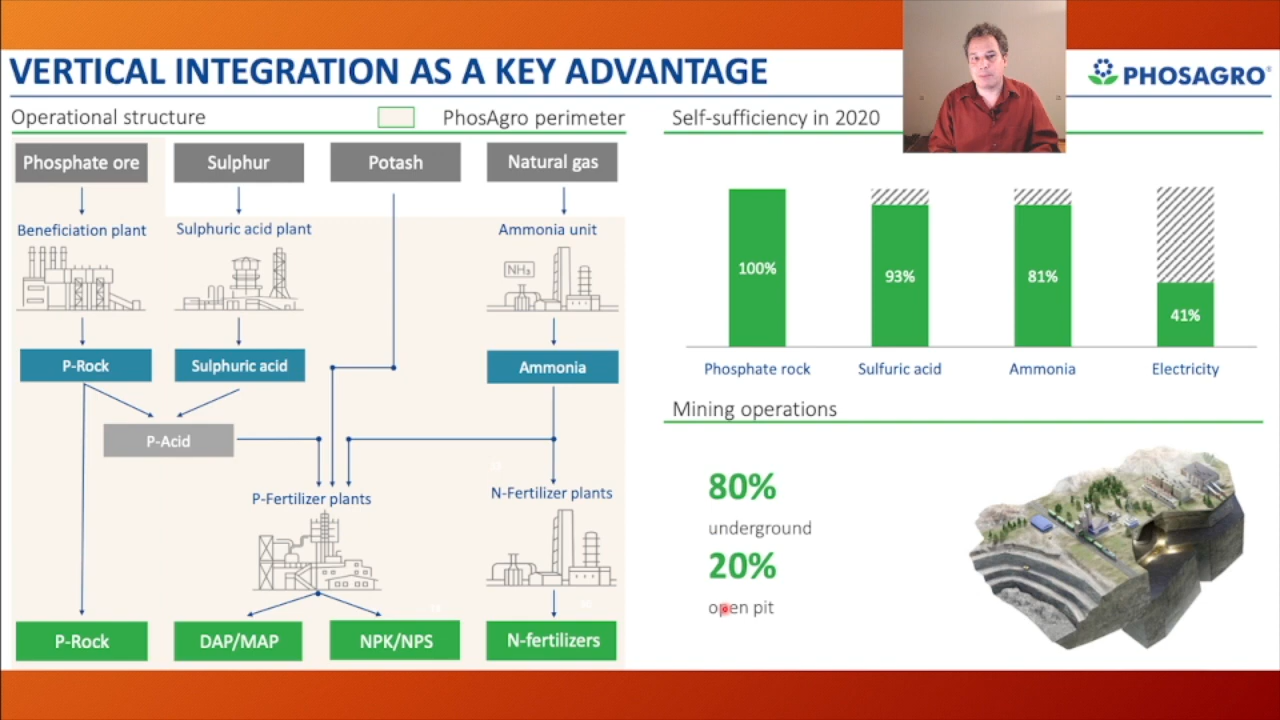 VERTICAL INTEGRATION AS A KEY ADVANTAGE
PHOSAGRO
Operational structure
PhosAgro perimeter
Phosphate ore
Sulphur
Potash
Natural gas
Beneficiation plant
Sulphuric acid plant
Ammonia unit
NH₃
P-Rock
Sulphuric acid
Ammonia
P-Acid
P-Fertilizer plants
N-Fertilizer plants
P-Rock
DAP/MAP
NPK/NPS
N-fertilizers
Self-sufficiency in 2020
100%
93%
81%
41%
Phosphate rock
Sulfuric acid
Ammonia
Electricity
Mining operations
80%
underground
20%
open pit